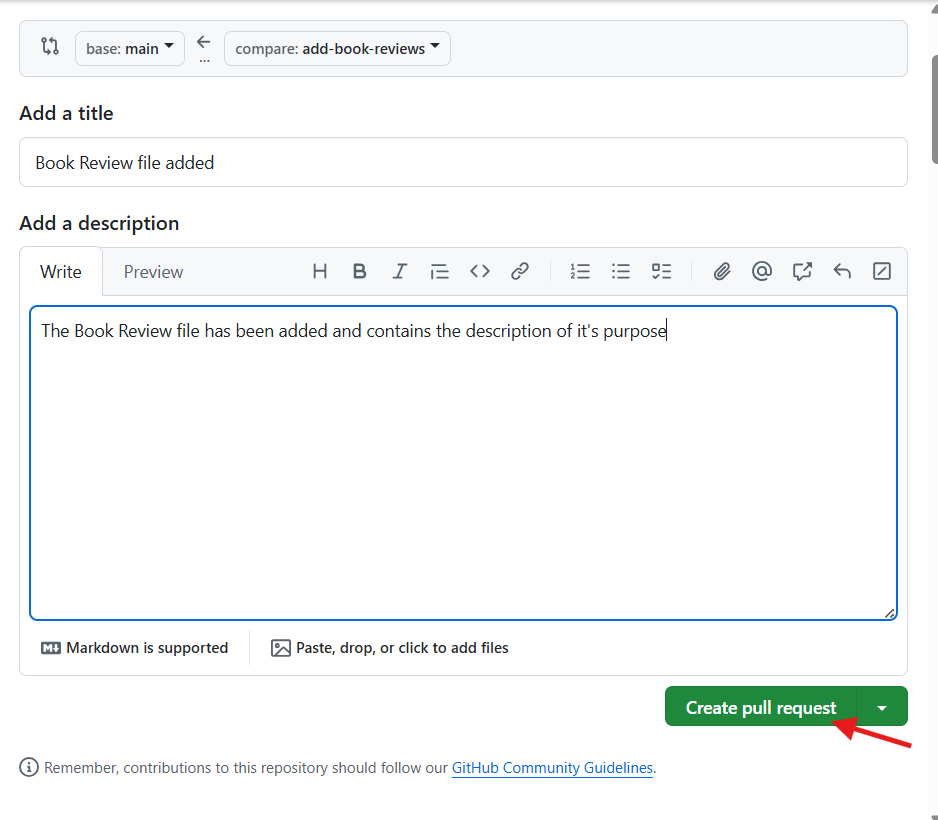 base: main ... compare: add-book-reviews
Add a title
Book Review file added
Add a description
Write Preview
The Book Review file has been added and contains the description of it's purpose
Markdown is supported Paste, drop, or click to add files
Create pull request
Remember, contributions to this repository should follow our GitHub Community Guidelines.